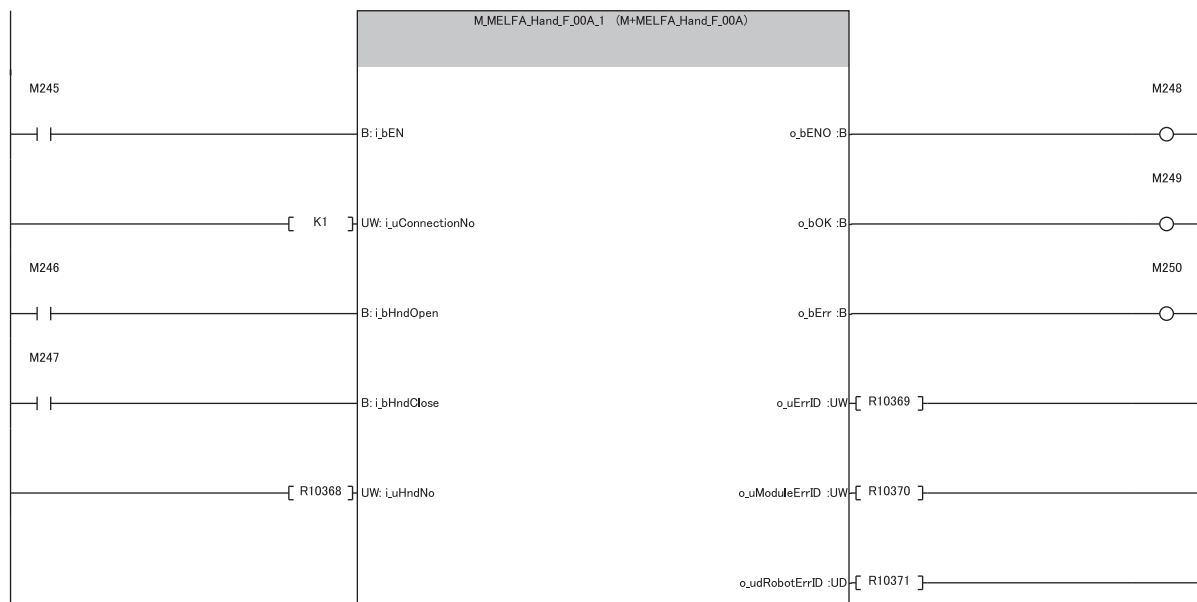 M_MELFA_Hand_F_00A_1 (M+MELFA_Hand_F_00A)
M245
M248
B: i_bEN
o_bENO :B
M249
K1
UW: i_uConnectionNo
o_bOK :B
M246
M250
B: i_bHndOpen
o_bErr :B
M247
B: i_bHndClose
o_uErrID :UW
R10369
R10368
UW: i_uHndNo
o_uModuleErrID :UW
R10370
o_udRobotErrID :UD
R10371